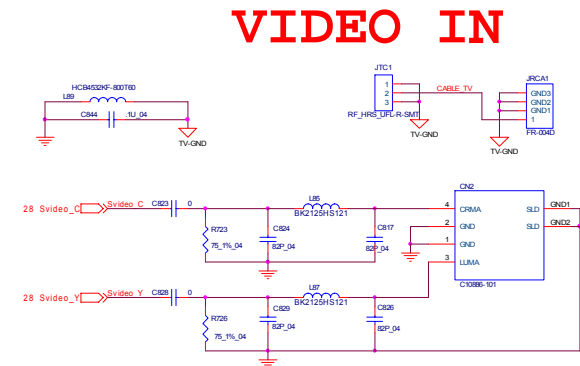 VIDEO IN
JTC1
1
2
3
RF_HRS_UFL-R-SMT
TV-GND
CABLE_TV
JRCA1
GND3
GND2
GND1
1
FR-004D
TV-GND
HCB4532KF-800T60
L89
C844
.1U_04
TV-GND
28 Svideo_C
Svideo_C
C823
0
R723
75_1%_04
C824
82P_04
L85
BK2125HS121
C817
82P_04
CN2
4
CRMA
2
GND
1
GND
3
LUMA
SLD
GND1
SLD
GND2
C10886-101
28 Svideo_Y
Svideo_Y
C828
0
R726
75_1%_04
C829
82P_04
L87
BK2125HS121
C826
82P_04